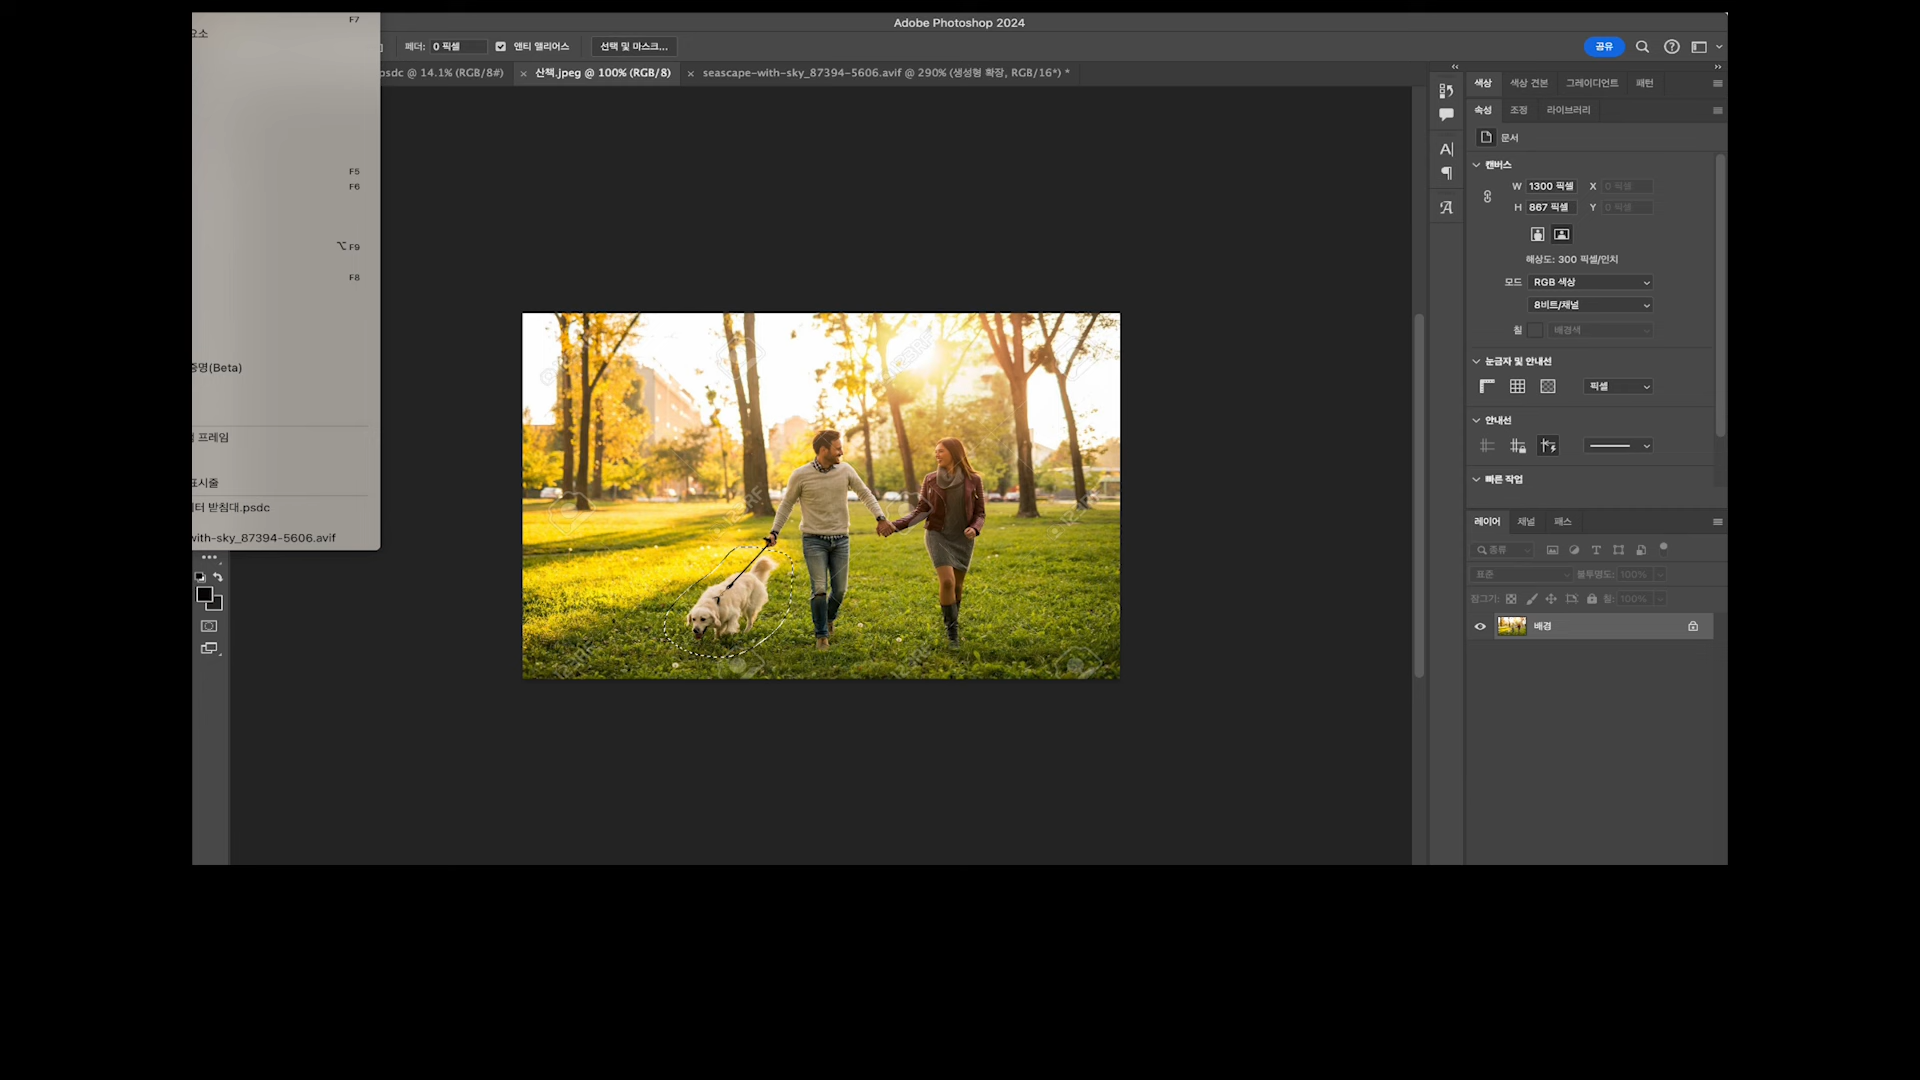 Adobe Photoshop 2024
F7
요소
페더: 0 픽셀 앤티 앨리어스 선택 및 마스크... 공유
psdc @ 14.1% (RGB/8#) × 산책.jpeg @ 100% (RGB/8) × seascape-with-sky_87394-5606.avif @ 290% (생성형 확장, RGB/16*) *
색상 색상 견본 그레이디언트 패턴
속성 조정 라이브러리
문서
캔버스
F5
F6
W 1300 픽셀 X 0 픽셀
H 867 픽셀 Y 0 픽셀
⌥ F9
해상도: 300 픽셀/인치
F8
모드 RGB 색상
8비트/채널
칠 배경색
눈금자 및 안내선
증명(Beta)
픽셀
안내선
프레임
빠른 작업
표시줄
터 받침대.psdc
레이어 채널 패스
with-sky_87394-5606.avif
종류
표준 불투명도: 100%
잠그기: 칠: 100%
배경
123RF